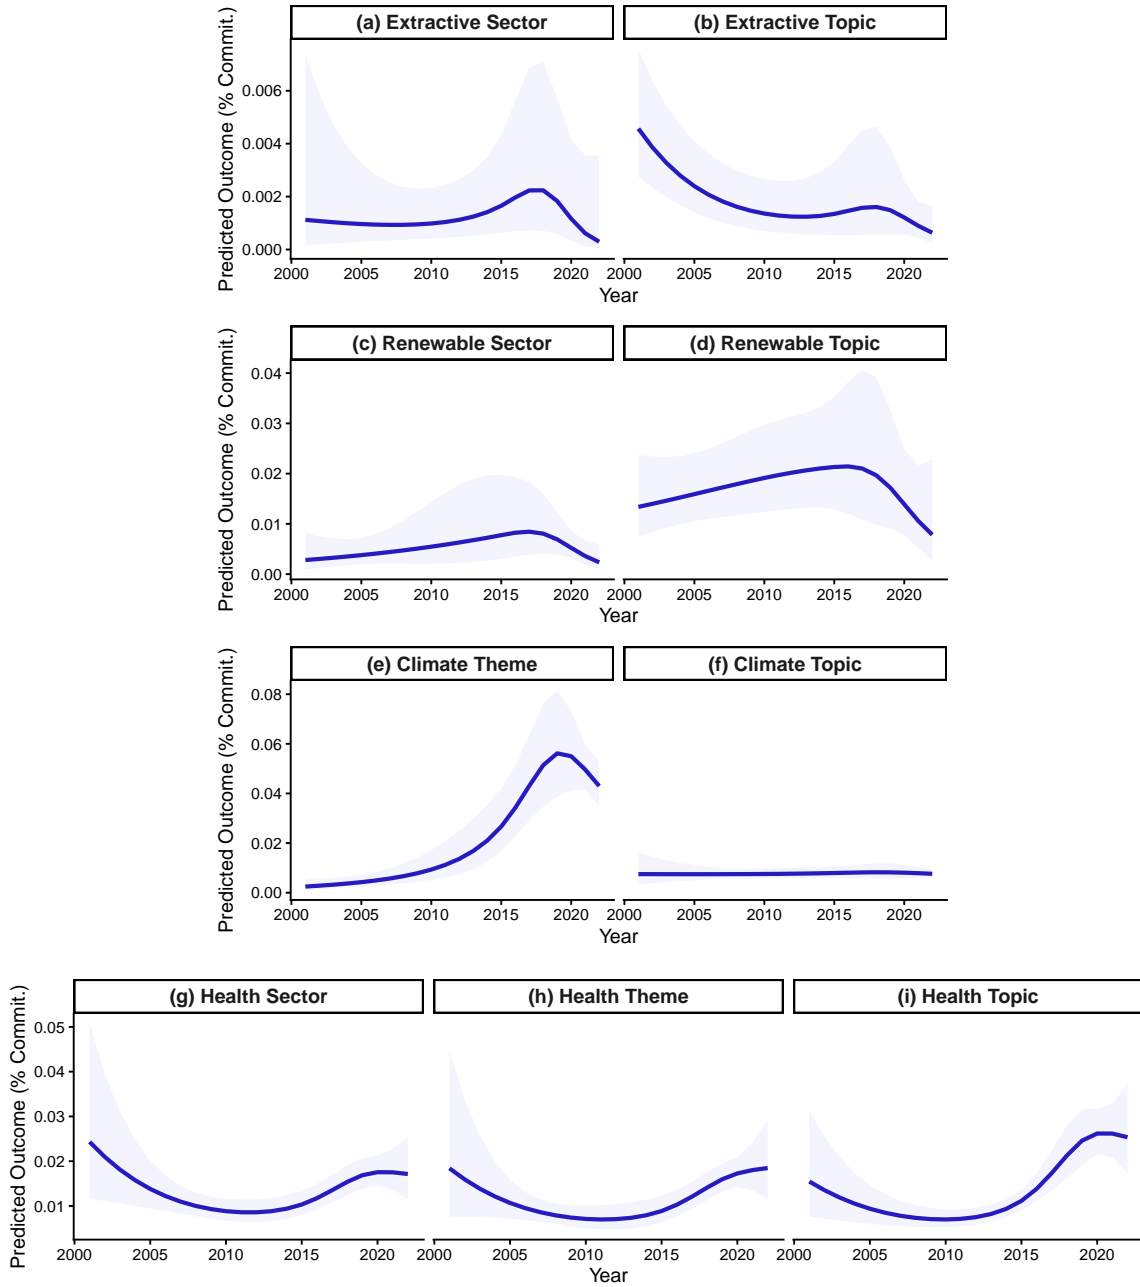 (a) Extractive Sector (b) Extractive Topic
Predicted Outcome (% Commit.)
0.006
0.004
0.002
0.000
2000 2005 2010 2015 2020 2000 2005 2010 2015 2020
Year
(c) Renewable Sector (d) Renewable Topic
Predicted Outcome (% Commit.)
0.04
0.03
0.02
0.01
0.00
2000 2005 2010 2015 2020 2000 2005 2010 2015 2020
Year
(e) Climate Theme (f) Climate Topic
Predicted Outcome (% Commit.)
0.08
0.06
0.04
0.02
0.00
2000 2005 2010 2015 2020 2000 2005 2010 2015 2020
Year
(g) Health Sector (h) Health Theme (i) Health Topic
Predicted Outcome (% Commit.)
0.05
0.04
0.03
0.02
0.01
2000 2005 2010 2015 2020 2000 2005 2010 2015 2020 2000 2005 2010 2015 2020
Year